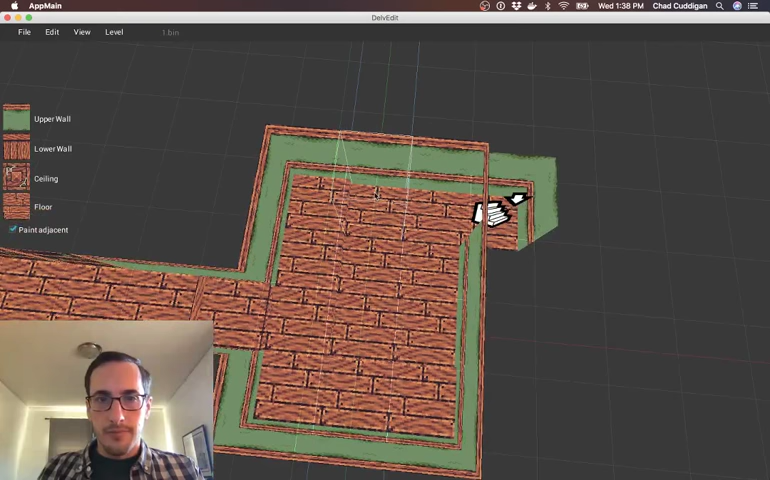 AppMain
Wed 1:38 PM Chad Cuddigan
DelvEdit
File Edit View Level 1.bin
Upper Wall
Lower Wall
Ceiling
Floor
Paint adjacent